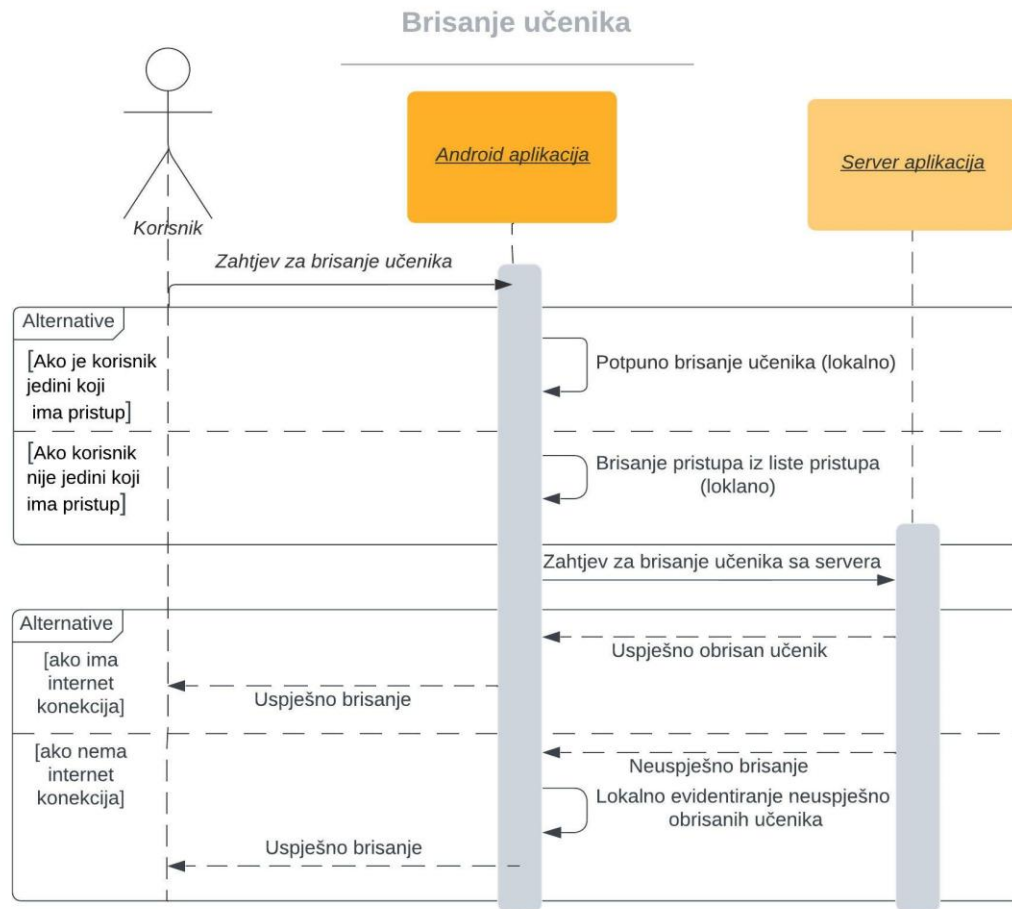 Brisanje učenika
Android aplikacija
Server aplikacija
Korisnik
Zahtjev za brisanje učenika
Alternative
[Ako je korisnik
jedini koji
ima pristup]
Potpuno brisanje učenika (lokalno)
[Ako korisnik
nije jedini koji
ima pristup]
Brisanje pristupa iz liste pristupa
(loklano)
Zahtjev za brisanje učenika sa servera
Alternative
[ako ima
internet
konekcija]
Uspješno obrisan učenik
Uspješno brisanje
[ako nema
internet
konekcija]
Neuspješno brisanje
Lokalno evidentiranje neuspješno
obrisanih učenika
Uspješno brisanje